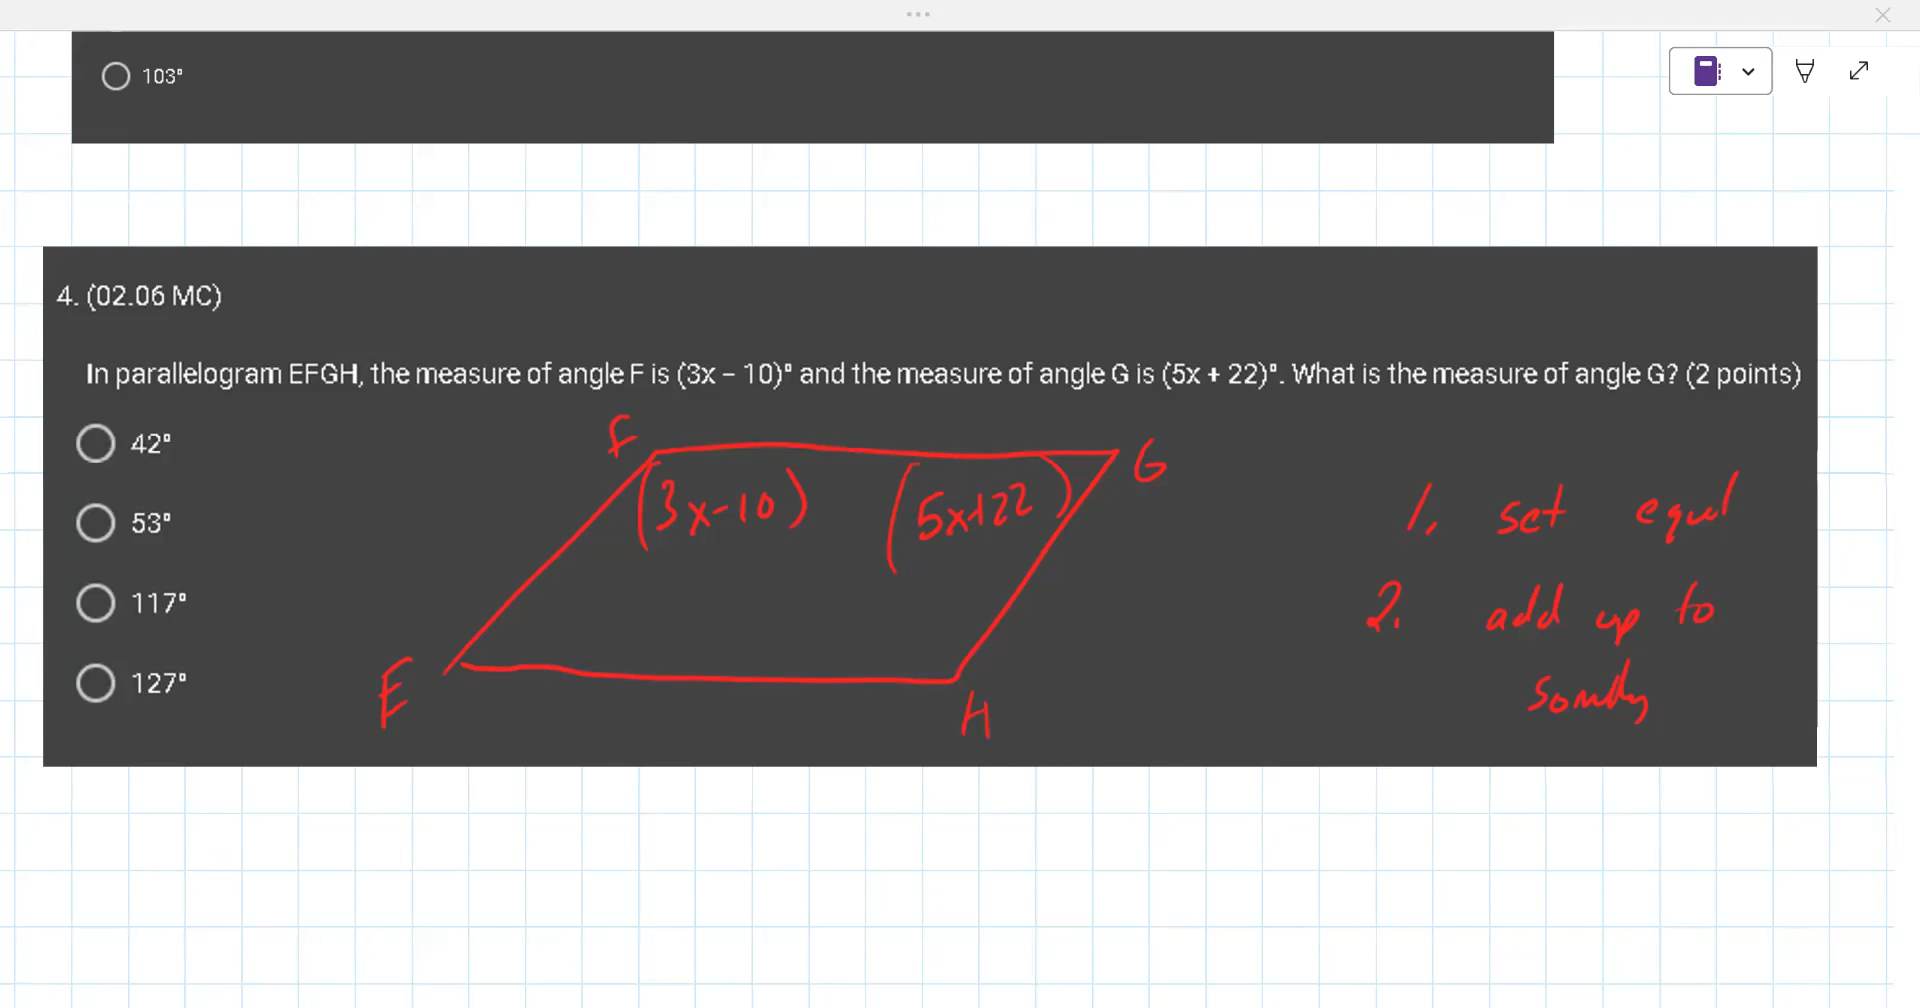 103°
4. (02.06 MC)
In parallelogram EFGH, the measure of angle F is (3x − 10)° and the measure of angle G is (5x + 22)°. What is the measure of angle G? (2 points)
42°
53°
117°
127°
F
G
(3x-10)
(5x+22)
E
H
1. set equal
2. add up to